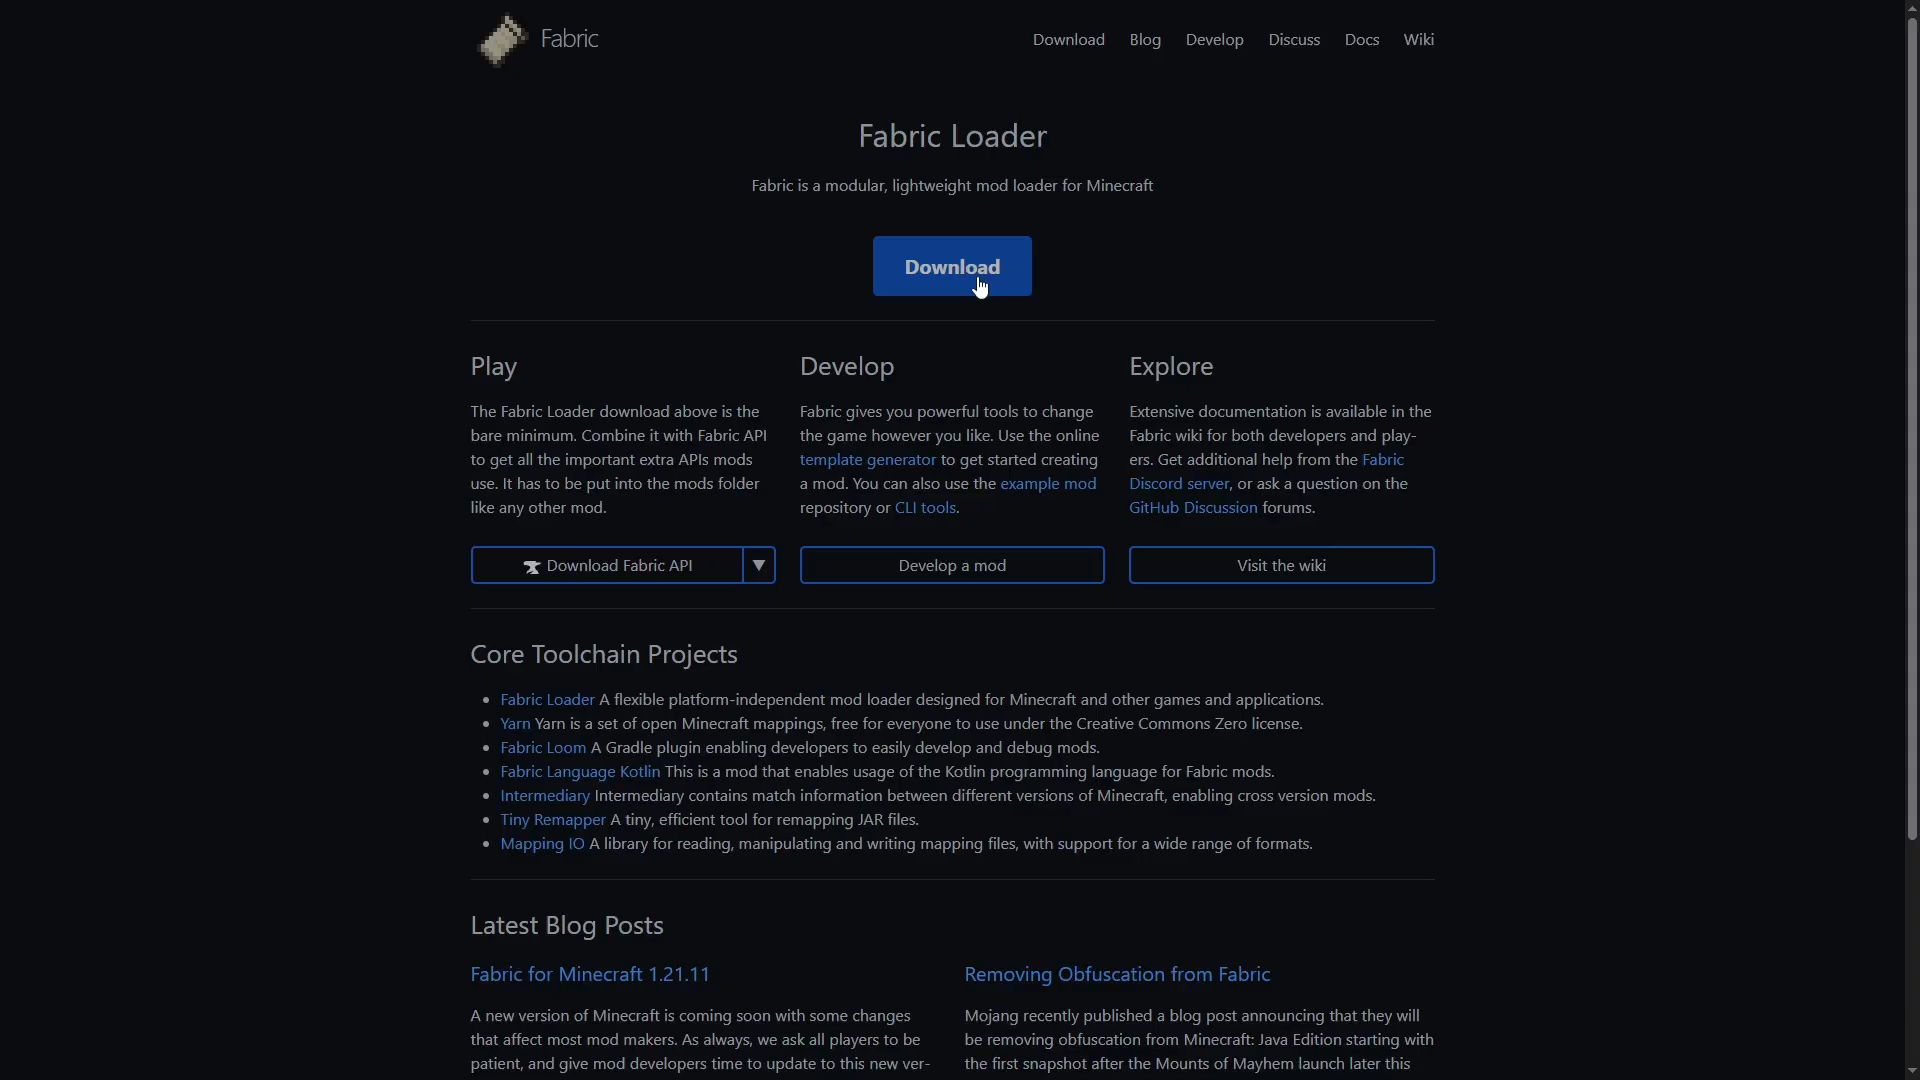 Fabric
Download Blog Develop Discuss Docs Wiki
Fabric Loader
Fabric is a modular, lightweight mod loader for Minecraft
Download
Play
The Fabric Loader download above is the
bare minimum. Combine it with Fabric API
to get all the important extra APIs mods
use. It has to be put into the mods folder
like any other mod.
Download Fabric API
Develop
Fabric gives you powerful tools to change
the game however you like. Use the online
template generator to get started creating
a mod. You can also use the example mod
repository or CLI tools.
Develop a mod
Explore
Extensive documentation is available in the
Fabric wiki for both developers and play-
ers. Get additional help from the Fabric
Discord server, or ask a question on the
GitHub Discussion forums.
Visit the wiki
Core Toolchain Projects
Fabric Loader A flexible platform-independent mod loader designed for Minecraft and other games and applications.
Yarn Yarn is a set of open Minecraft mappings, free for everyone to use under the Creative Commons Zero license.
Fabric Loom A Gradle plugin enabling developers to easily develop and debug mods.
Fabric Language Kotlin This is a mod that enables usage of the Kotlin programming language for Fabric mods.
Intermediary Intermediary contains match information between different versions of Minecraft, enabling cross version mods.
Tiny Remapper A tiny, efficient tool for remapping JAR files.
Mapping IO A library for reading, manipulating and writing mapping files, with support for a wide range of formats.
Latest Blog Posts
Fabric for Minecraft 1.21.11
A new version of Minecraft is coming soon with some changes
that affect most mod makers. As always, we ask all players to be
patient, and give mod developers time to update to this new ver-
Removing Obfuscation from Fabric
Mojang recently published a blog post announcing that they will
be removing obfuscation from Minecraft: Java Edition starting with
the first snapshot after the Mounts of Mayhem launch later this